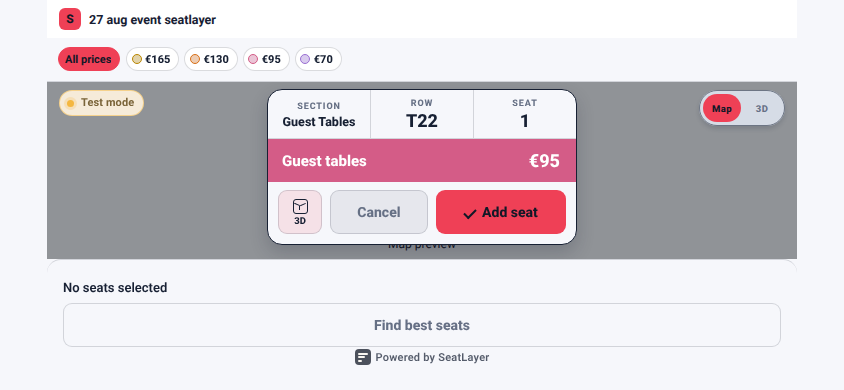 S 27 aug event seatlayer
All prices €165 €130 €95 €70
Test mode
Map 3D
SECTION ROW SEAT
Guest Tables T22 1
Guest tables €95
3D Cancel Add seat
Map preview
No seats selected
Find best seats
Powered by SeatLayer